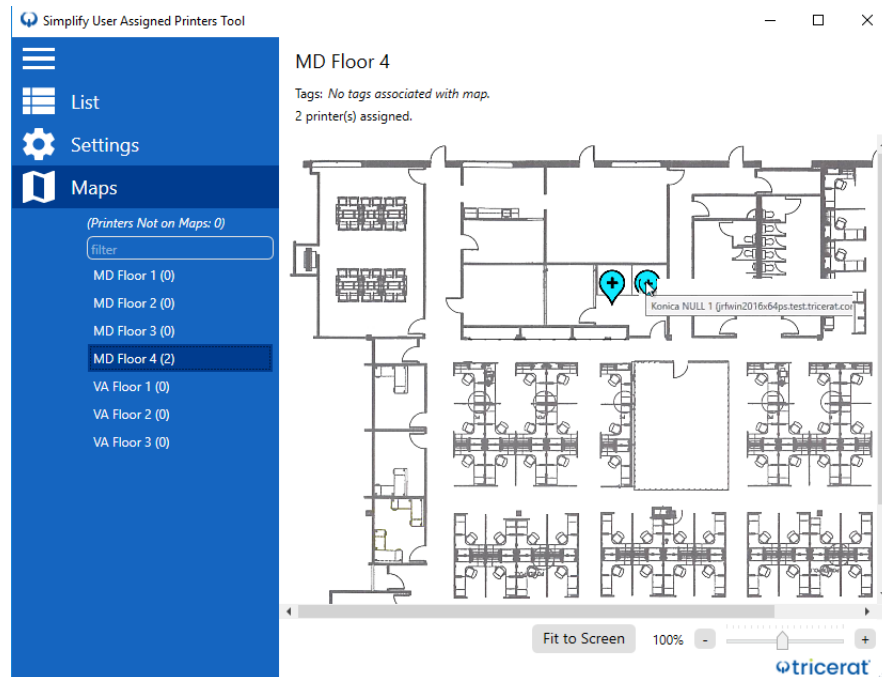 Simplify User Assigned Printers Tool
List
Settings
Maps
(Printers Not on Maps: 0)
filter
MD Floor 1 (0)
MD Floor 2 (0)
MD Floor 3 (0)
MD Floor 4 (2)
VA Floor 1 (0)
VA Floor 2 (0)
VA Floor 3 (0)
MD Floor 4
Tags: No tags associated with map.
2 printer(s) assigned.
Konica NULL 1 (jrfwin2016x64ps.test.tricerat.com
Fit to Screen 100% - +
tricerat